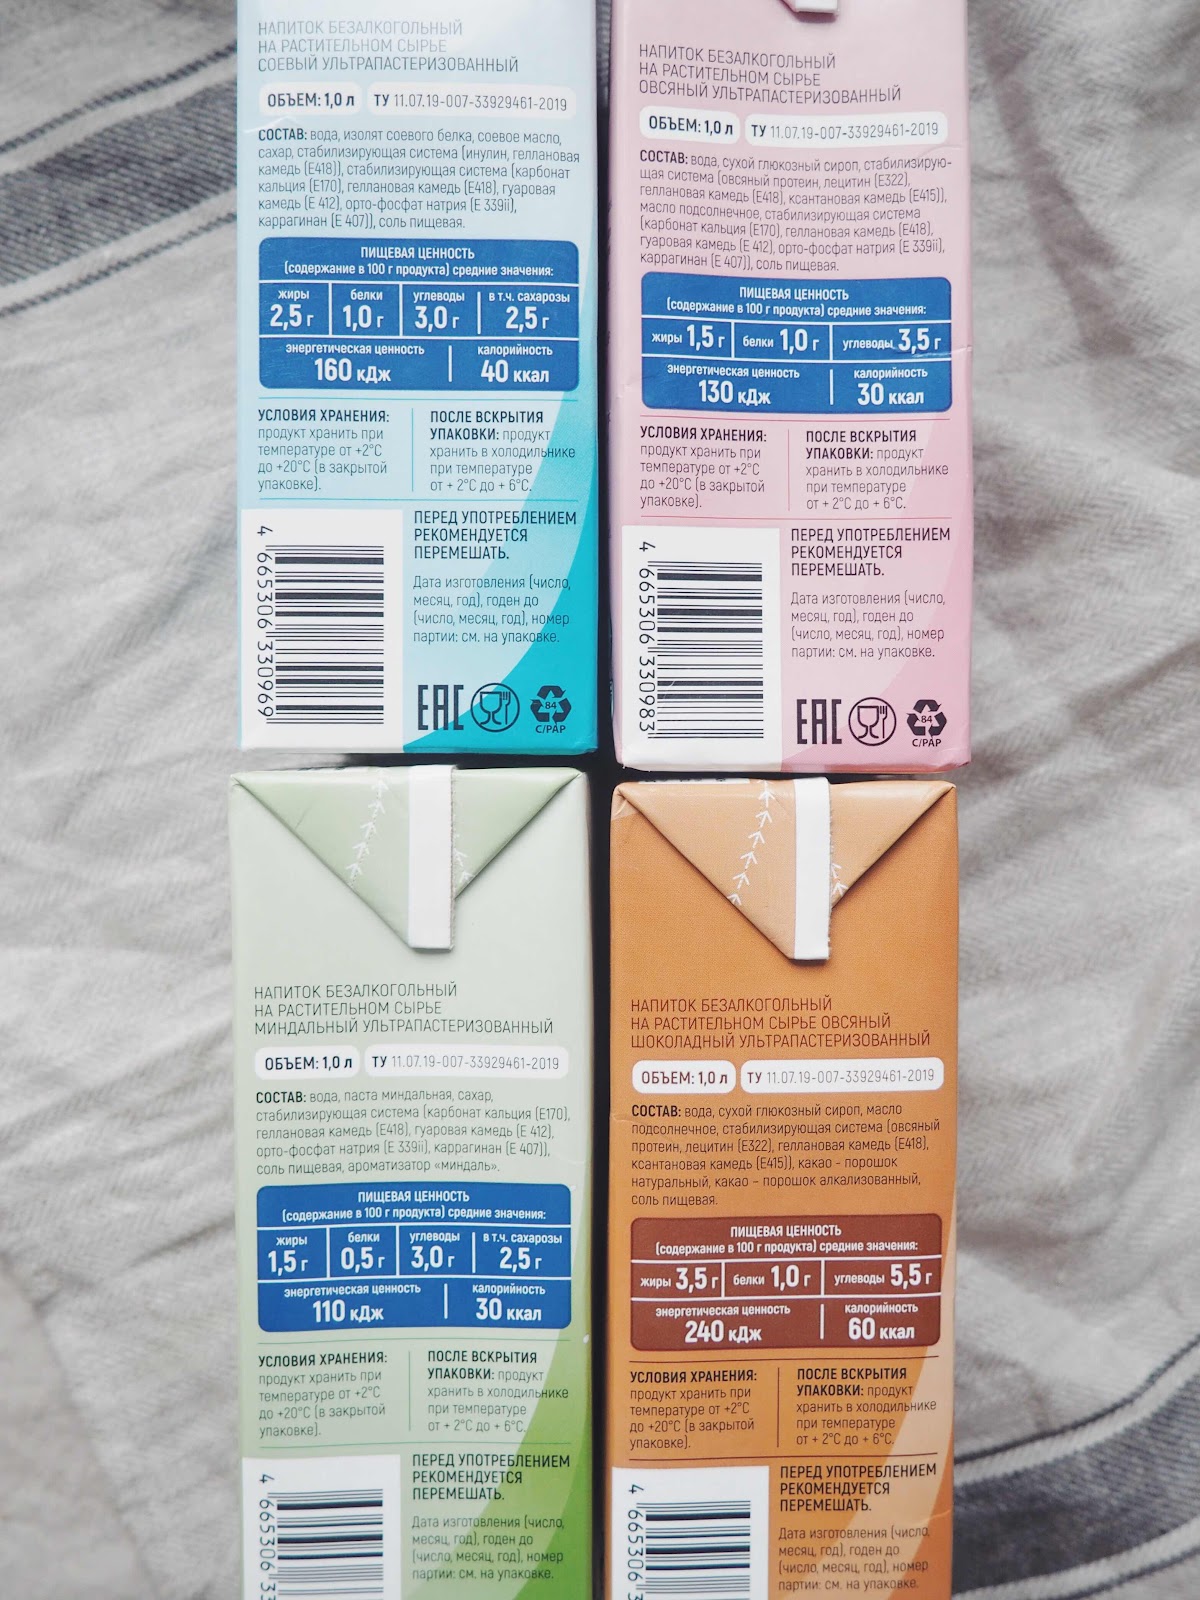 НАПИТОК БЕЗАЛКОГОЛЬНЫЙ
НА РАСТИТЕЛЬНОМ СЫРЬЕ
СОЕВЫЙ УЛЬТРАПАСТЕРИЗОВАННЫЙ
ОБЪЕМ: 1,0 л ТУ 11.07.19-007-33929461-2019
СОСТАВ: вода, изолят соевого белка, соевое масло,
сахар, стабилизирующая система (инулин, геллановая
камедь (Е418)), стабилизирующая система (карбонат
кальция (Е170), геллановая камедь (Е418), гуаровая
камедь (Е 412), орто-фосфат натрия (Е 339ii),
каррагинан (Е 407)), соль пищевая.
ПИЩЕВАЯ ЦЕННОСТЬ
(содержание в 100 г продукта) средние значения:
жиры белки углеводы в т.ч. сахарозы
2,5 г 1,0 г 3,0 г 2,5 г
энергетическая ценность калорийность
160 кДж 40 ккал
УСЛОВИЯ ХРАНЕНИЯ:
продукт хранить при
температуре от +2°С
до +20°С (в закрытой
упаковке).
ПОСЛЕ ВСКРЫТИЯ
УПАКОВКИ: продукт
хранить в холодильнике
при температуре
от + 2°С до + 6°С.
ПЕРЕД УПОТРЕБЛЕНИЕМ
РЕКОМЕНДУЕТСЯ
ПЕРЕМЕШАТЬ.
Дата изготовления (число,
месяц, год), годен до
(число, месяц, год), номер
партии: см. на упаковке.
4 665306 330969
ЕАС
84
C/PAP
НАПИТОК БЕЗАЛКОГОЛЬНЫЙ
НА РАСТИТЕЛЬНОМ СЫРЬЕ
ОВСЯНЫЙ УЛЬТРАПАСТЕРИЗОВАННЫЙ
ОБЪЕМ: 1,0 л ТУ 11.07.19-007-33929461-2019
СОСТАВ: вода, сухой глюкозный сироп, стабилизирую-
щая система (овсяный протеин, лецитин (Е322),
геллановая камедь (Е418), ксантановая камедь (Е415)),
масло подсолнечное, стабилизирующая система
(карбонат кальция (Е170), геллановая камедь (Е418),
гуаровая камедь (Е 412), орто-фосфат натрия (Е 339ii),
каррагинан (Е 407)), соль пищевая.
ПИЩЕВАЯ ЦЕННОСТЬ
(содержание в 100 г продукта) средние значения:
жиры 1,5 г белки 1,0 г углеводы 3,5 г
энергетическая ценность калорийность
130 кДж 30 ккал
УСЛОВИЯ ХРАНЕНИЯ:
продукт хранить при
температуре от +2°С
до +20°С (в закрытой
упаковке).
ПОСЛЕ ВСКРЫТИЯ
УПАКОВКИ: продукт
хранить в холодильнике
при температуре
от + 2°С до + 6°С.
ПЕРЕД УПОТРЕБЛЕНИЕМ
РЕКОМЕНДУЕТСЯ
ПЕРЕМЕШАТЬ.
Дата изготовления (число,
месяц, год), годен до
(число, месяц, год), номер
партии: см. на упаковке.
4 665306 330983
ЕАС
84
C/PAP
НАПИТОК БЕЗАЛКОГОЛЬНЫЙ
НА РАСТИТЕЛЬНОМ СЫРЬЕ
МИНДАЛЬНЫЙ УЛЬТРАПАСТЕРИЗОВАННЫЙ
ОБЪЕМ: 1,0 л ТУ 11.07.19-007-33929461-2019
СОСТАВ: вода, паста миндальная, сахар,
стабилизирующая система (карбонат кальция (Е170),
геллановая камедь (Е418), гуаровая камедь (Е 412),
орто-фосфат натрия (Е 339ii), каррагинан (Е 407)),
соль пищевая, ароматизатор «миндаль».
ПИЩЕВАЯ ЦЕННОСТЬ
(содержание в 100 г продукта) средние значения:
жиры белки углеводы в т.ч. сахарозы
1,5 г 0,5 г 3,0 г 2,5 г
энергетическая ценность калорийность
110 кДж 30 ккал
УСЛОВИЯ ХРАНЕНИЯ:
продукт хранить при
температуре от +2°С
до +20°С (в закрытой
упаковке).
ПОСЛЕ ВСКРЫТИЯ
УПАКОВКИ: продукт
хранить в холодильнике
при температуре
от + 2°С до + 6°С.
ПЕРЕД УПОТРЕБЛЕНИЕМ
РЕКОМЕНДУЕТСЯ
ПЕРЕМЕШАТЬ.
Дата изготовления (число,
месяц, год), годен до
(число, месяц, год), номер
партии: см. на упаковке.
4 665306 33
НАПИТОК БЕЗАЛКОГОЛЬНЫЙ
НА РАСТИТЕЛЬНОМ СЫРЬЕ ОВСЯНЫЙ
ШОКОЛАДНЫЙ УЛЬТРАПАСТЕРИЗОВАННЫЙ
ОБЪЕМ: 1,0 л ТУ 11.07.19-007-33929461-2019
СОСТАВ: вода, сухой глюкозный сироп, масло
подсолнечное, стабилизирующая система (овсяный
протеин, лецитин (Е322), геллановая камедь (Е418),
ксантановая камедь (Е415)), какао - порошок
натуральный, какао – порошок алкализованный,
соль пищевая.
ПИЩЕВАЯ ЦЕННОСТЬ
(содержание в 100 г продукта) средние значения:
жиры 3,5 г белки 1,0 г углеводы 5,5 г
энергетическая ценность калорийность
240 кДж 60 ккал
УСЛОВИЯ ХРАНЕНИЯ:
продукт хранить при
температуре от +2°С
до +20°С (в закрытой
упаковке).
ПОСЛЕ ВСКРЫТИЯ
УПАКОВКИ: продукт
хранить в холодильнике
при температуре
от + 2°С до + 6°С.
ПЕРЕД УПОТРЕБЛЕНИЕМ
РЕКОМЕНДУЕТСЯ
ПЕРЕМЕШАТЬ.
Дата изготовления (число,
месяц, год), годен до
(число, месяц, год), номер
партии: см. на упаковке.
4 665306 3